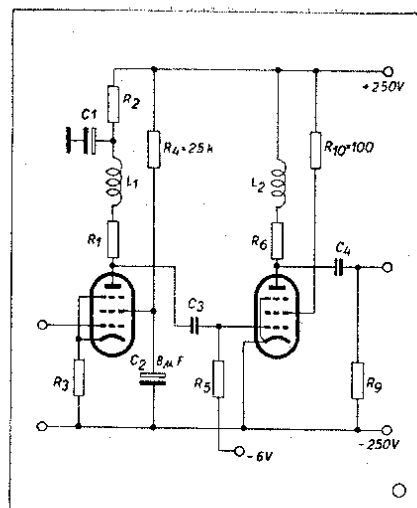 +250V
C1
R2
R4=25k
R10=100
L1
L2
R1
R6
C4
C3
C2 8µF
R3
R5
R9
-250V
-6V